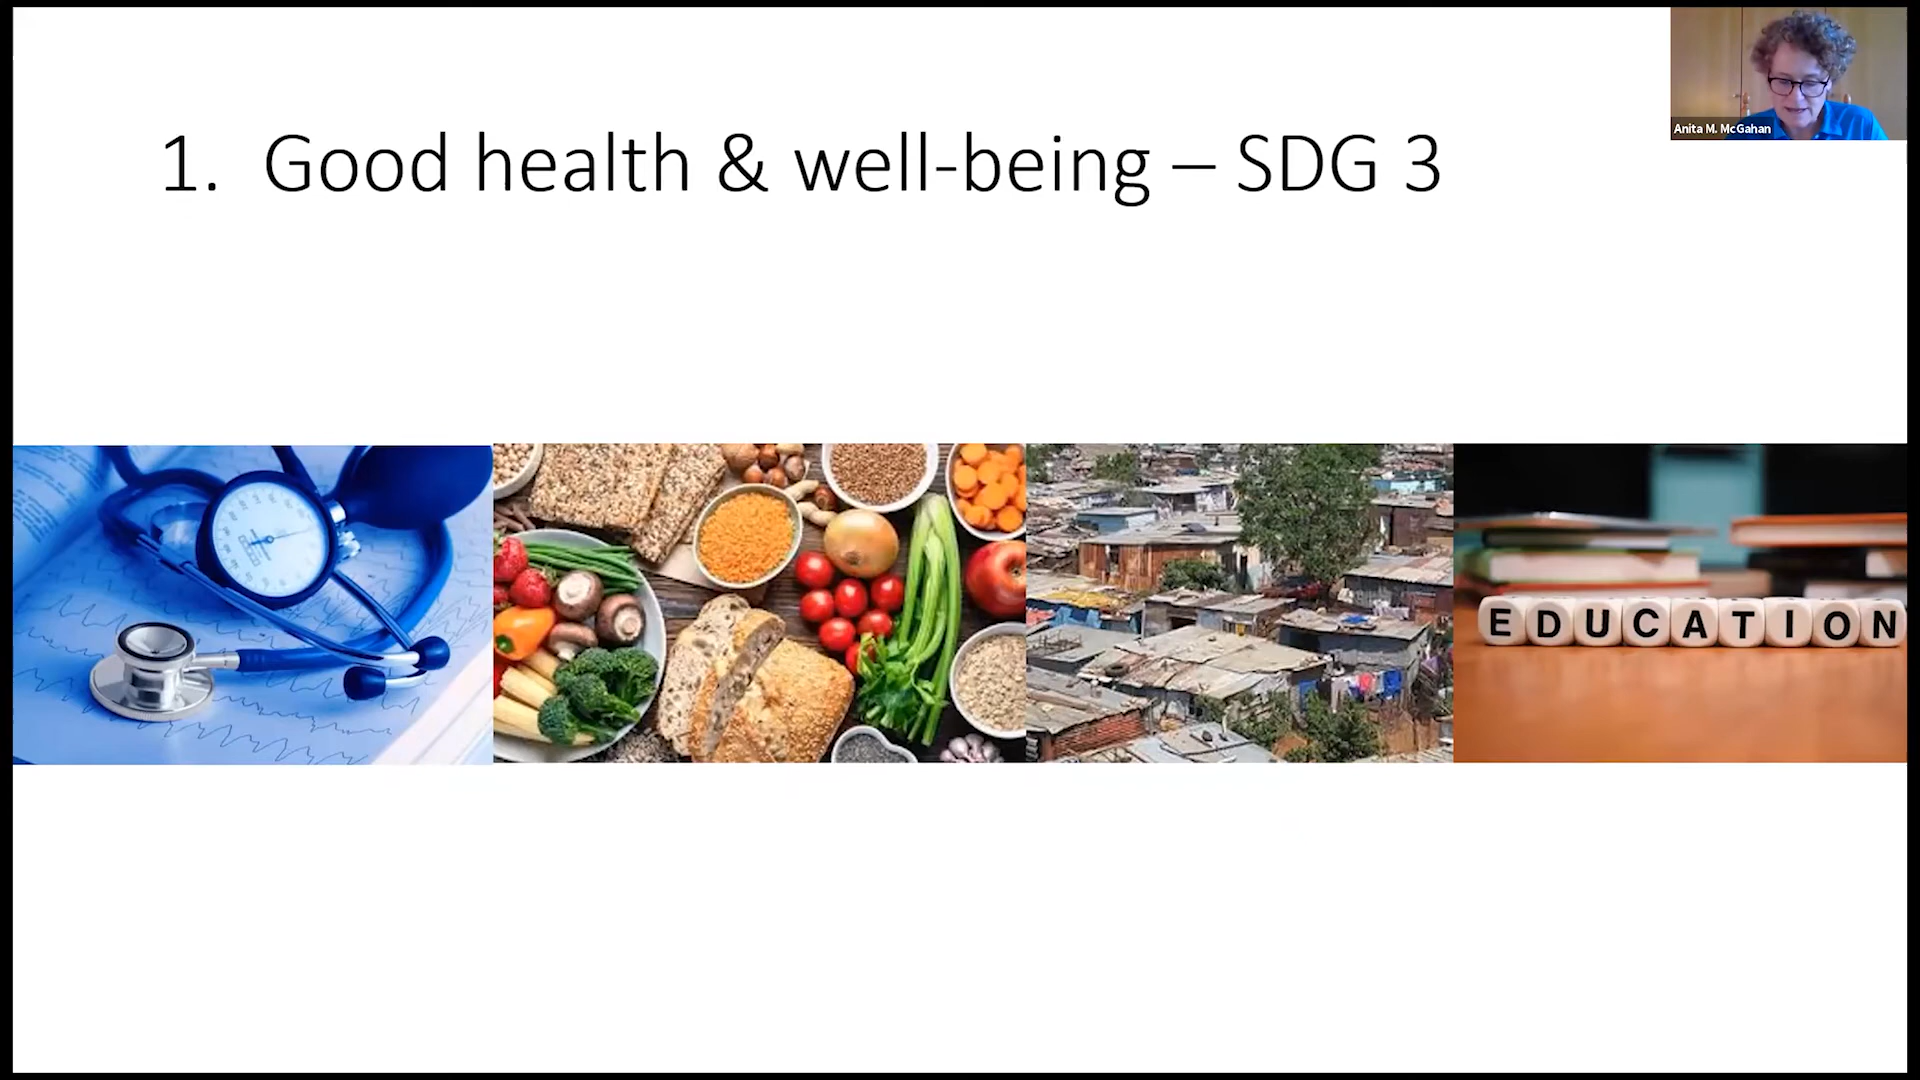 1. Good health & well-being – SDG 3
Anita M. McGahan
EDUCATION